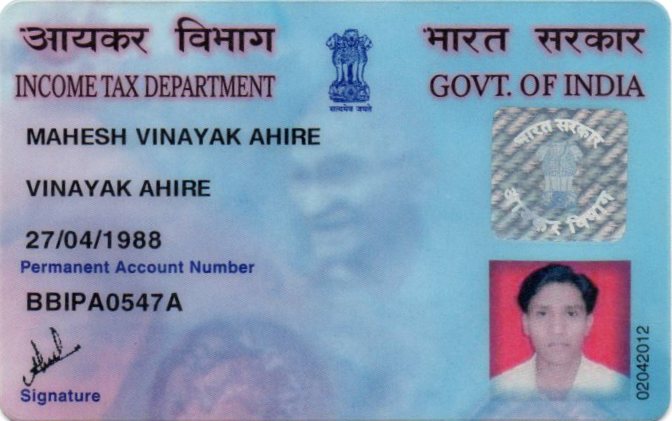 आयकर विभाग
भारत सरकार
INCOME TAX DEPARTMENT
GOVT. OF INDIA
सत्यमेव जयते
MAHESH VINAYAK AHIRE
भारत सरकार
आयकर विभाग
VINAYAK AHIRE
27/04/1988
Permanent Account Number
BBIPA0547A
02042012
Signature